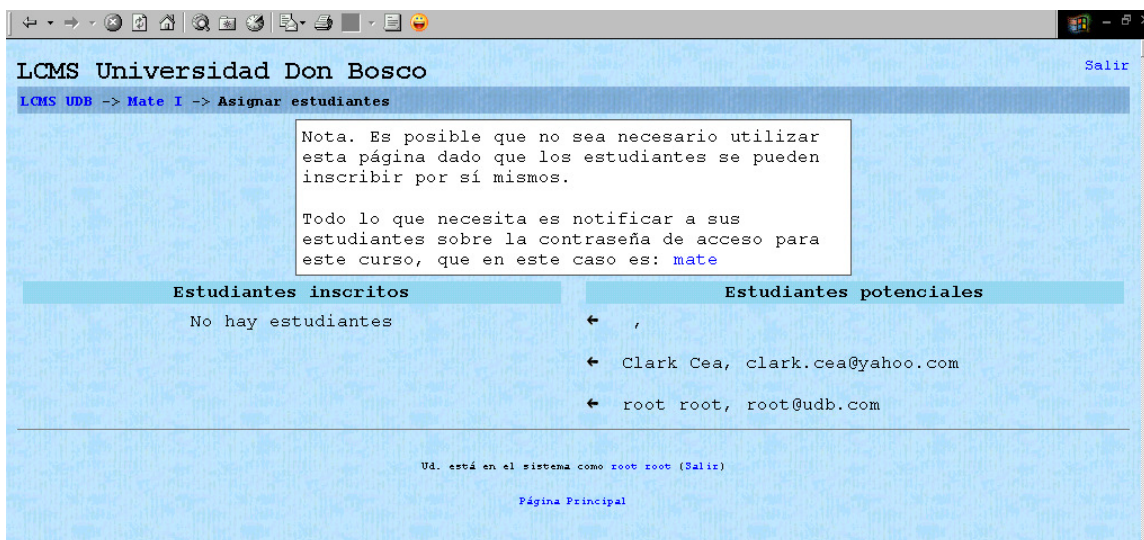 LCMS Universidad Don Bosco
Salir
LCMS UDB -> Mate I -> Asignar estudiantes
Nota. Es posible que no sea necesario utilizar
esta página dado que los estudiantes se pueden
inscribir por sí mismos.
Todo lo que necesita es notificar a sus
estudiantes sobre la contraseña de acceso para
este curso, que en este caso es: mate
Estudiantes inscritos
No hay estudiantes
Estudiantes potenciales
← ,
← Clark Cea, clark.cea@yahoo.com
← root root, root@udb.com
Ud. está en el sistema como root root (Salir)
Página Principal